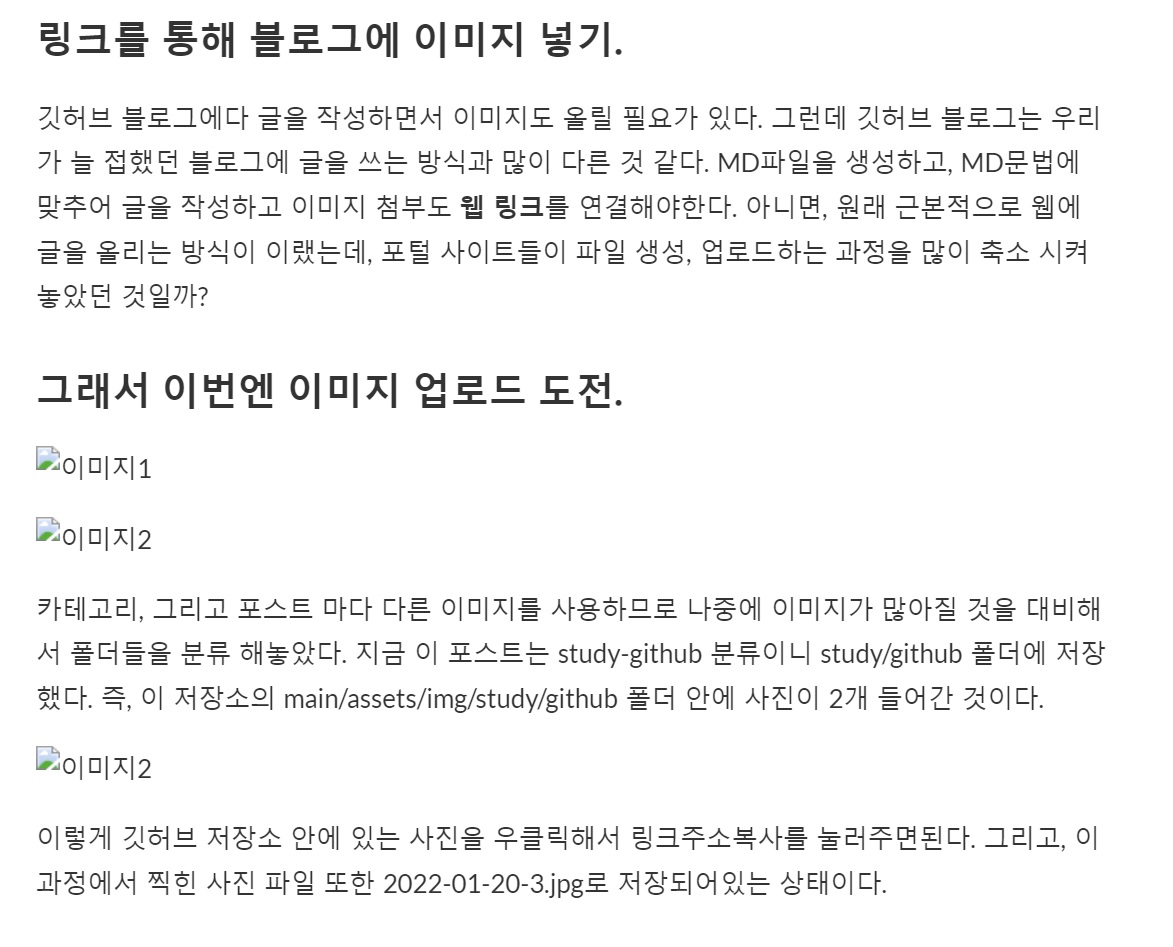 링크를 통해 블로그에 이미지 넣기.
깃허브 블로그에다 글을 작성하면서 이미지도 올릴 필요가 있다. 그런데 깃허브 블로그는 우리
가 늘 접했던 블로그에 글을 쓰는 방식과 많이 다른 것 같다. MD파일을 생성하고, MD문법에
맞추어 글을 작성하고 이미지 첨부도 웹 링크를 연결해야한다. 아니면, 원래 근본적으로 웹에
글을 올리는 방식이 이랬는데, 포털 사이트들이 파일 생성, 업로드하는 과정을 많이 축소 시켜
놓았던 것일까?
그래서 이번엔 이미지 업로드 도전.
이미지1
이미지2
카테고리, 그리고 포스트 마다 다른 이미지를 사용하므로 나중에 이미지가 많아질 것을 대비해
서 폴더들을 분류 해놓았다. 지금 이 포스트는 study-github 분류이니 study/github 폴더에 저장
했다. 즉, 이 저장소의 main/assets/img/study/github 폴더 안에 사진이 2개 들어간 것이다.
이미지2
이렇게 깃허브 저장소 안에 있는 사진을 우클릭해서 링크주소복사를 눌러주면된다. 그리고, 이
과정에서 찍힌 사진 파일 또한 2022-01-20-3.jpg로 저장되어있는 상태이다.